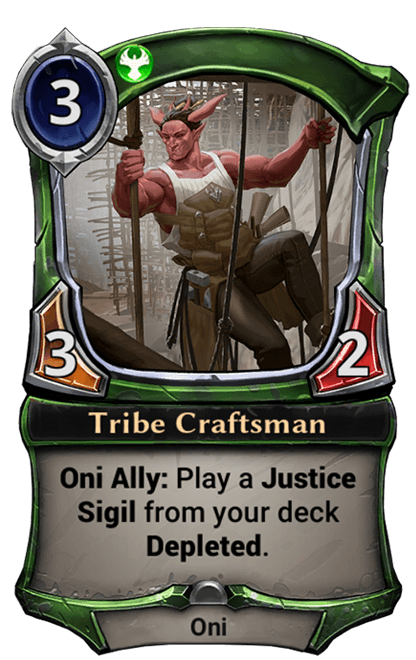 3
3
2
Tribe Craftsman
Oni Ally: Play a Justice
Sigil from your deck
Depleted.
Oni